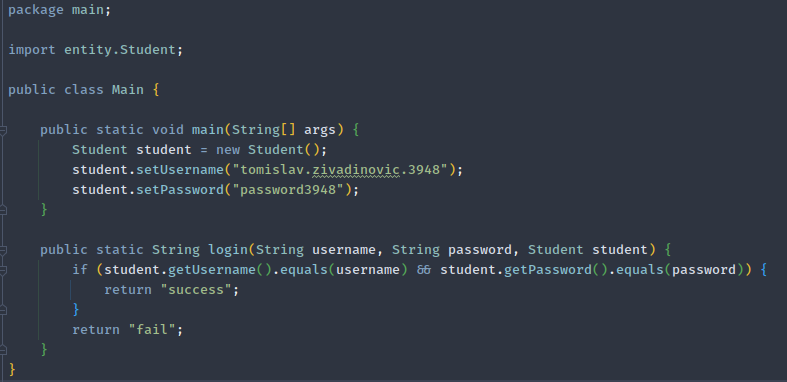 package main;
import entity.Student;
public class Main {
public static void main(String[] args) {
Student student = new Student();
student.setUsername("tomislav.zivadinovic.3948");
student.setPassword("password3948");
}
public static String login(String username, String password, Student student) {
if (student.getUsername().equals(username) && student.getPassword().equals(password)) {
return "success";
}
return "fail";
}
}